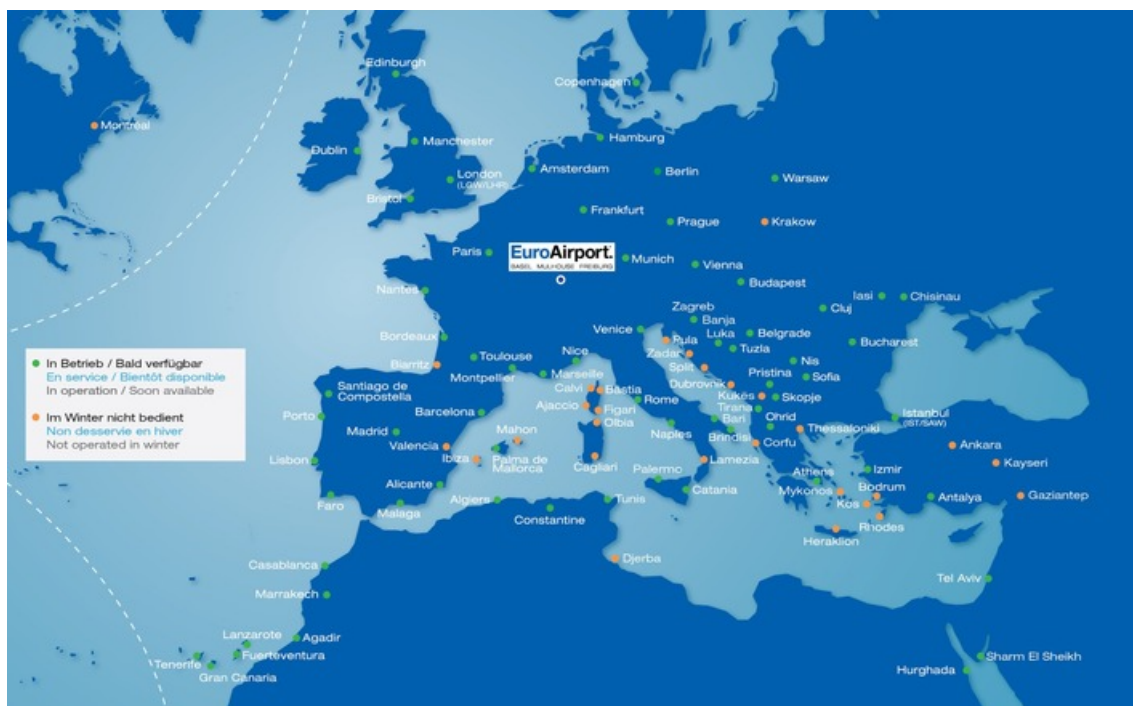 Edinburgh
Copenhagen
Montréal
Hamburg
Manchester
Dublin
Amsterdam
Berlin
London
(LGW/LHR)
Warsaw
Bristol
Frankfurt
Prague
Krakow
EuroAirport.
BASEL MULHOUSE FREIBURG
Paris
Munich
Vienna
Budapest
Nantes
Iasi
Chisinau
Cluj
Zagreb
Banja
Luka
Venice
Pula
Belgrade
Bordeaux
Tuzla
Bucharest
Zadar
Nice
Toulouse
Biarritz
Split
Nis
Montpellier
Marseille
Pristina
Sofia
Calvi
Bastia
Dubrovnik
Kukës
Skopje
Santiago de
Compostella
Ajaccio
Figari
Rome
Tirana
Ohrid
Barcelona
Porto
Olbia
Naples
Bari
Istanbul
(IST/SAW)
Thessaloniki
Madrid
Mahon
Brindisi
Corfu
Valencia
Ankara
Ibiza
Palma de
Mallorca
Cagliari
Lamezia
Lisbon
Kayseri
Palermo
Athens
Izmir
Alicante
Catania
Mykonos
Bodrum
Faro
Malaga
Algiers
Tunis
Antalya
Gaziantep
Constantine
Kos
Rhodes
Heraklion
Djerba
Casablanca
Tel Aviv
Marrakech
Lanzarote
Agadir
Tenerife
Fuerteventura
Gran Canaria
Sharm El Sheikh
Hurghada
In Betrieb / Bald verfügbar
En service / Bientôt disponible
In operation / Soon available
Im Winter nicht bedient
Non desservie en hiver
Not operated in winter